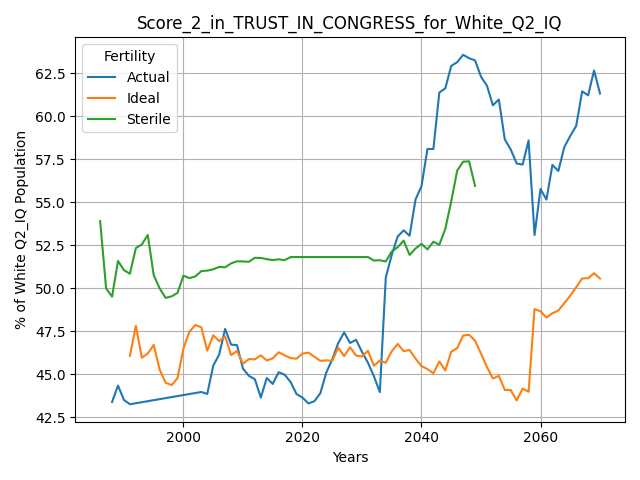 Score_2_in_TRUST_IN_CONGRESS_for_White_Q2_IQ
Fertility
Actual
Ideal
Sterile
% of White Q2_IQ Population
62.5
60.0
57.5
55.0
52.5
50.0
47.5
45.0
42.5
2000
2020
2040
2060
Years